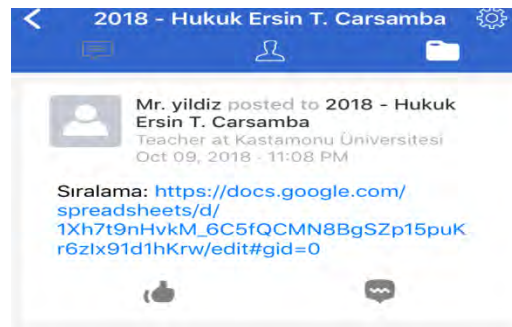 2018 - Hukuk Ersin T. Carsamba
Mr. yildiz posted to 2018 - Hukuk
Ersin T. Carsamba
Teacher at Kastamonu Üniversitesi
Oct 09, 2018 · 11:08 PM
Sıralama: https://docs.google.com/
spreadsheets/d/
1Xh7t9nHvkM_6C5fQCMN8BgSZp15puK
r6zIx91d1hKrw/edit#gid=0